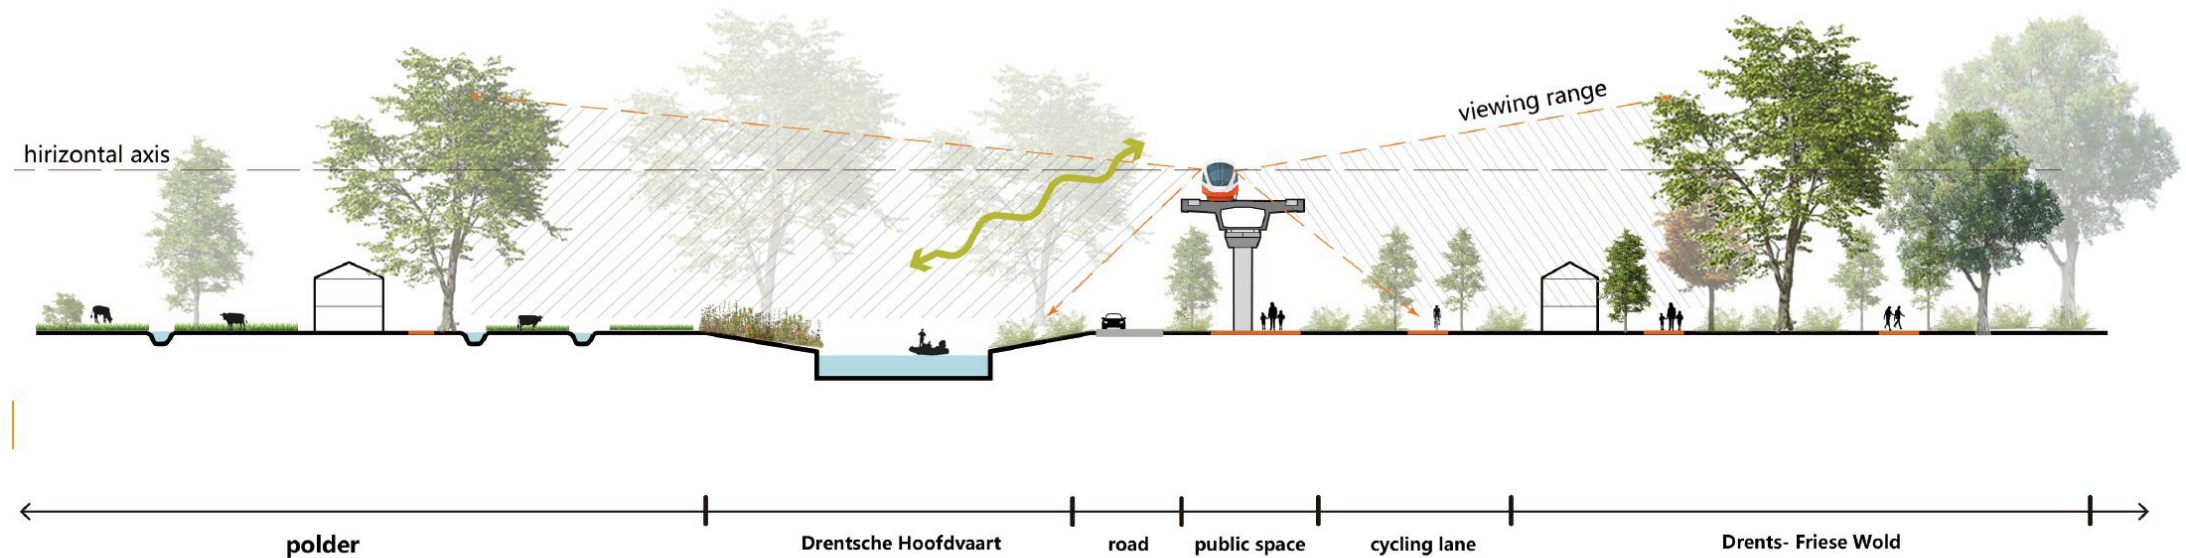 viewing range
hirizontal axis
polder
Drentsche Hoofdvaart
road
public space
cycling lane
Drents- Friese Wold